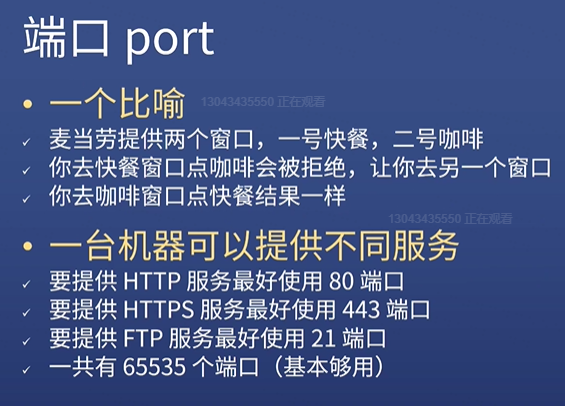 端口 port
一个比喻
13043435550 正在观看
麦当劳提供两个窗口，一号快餐，二号咖啡
你去快餐窗口点咖啡会被拒绝，让你去另一个窗口
你去咖啡窗口点快餐结果一样
13043435550 正在观看
一台机器可以提供不同服务
要提供 HTTP 服务最好使用 80 端口
要提供 HTTPS 服务最好使用 443 端口
要提供 FTP 服务最好使用 21 端口
一共有 65535 个端口（基本够用）